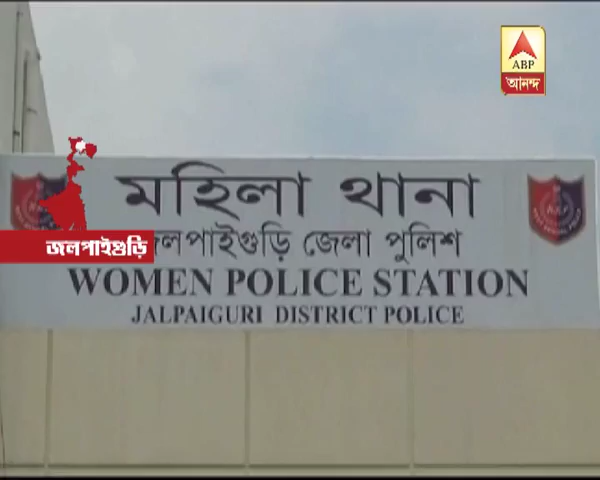 ABP
আনন্দ
মহিলা থানা
জলপাইগুড়ি
জলপাইগুড়ি জেলা পুলিশ
WOMEN POLICE STATION
JALPAIGURI DISTRICT POLICE